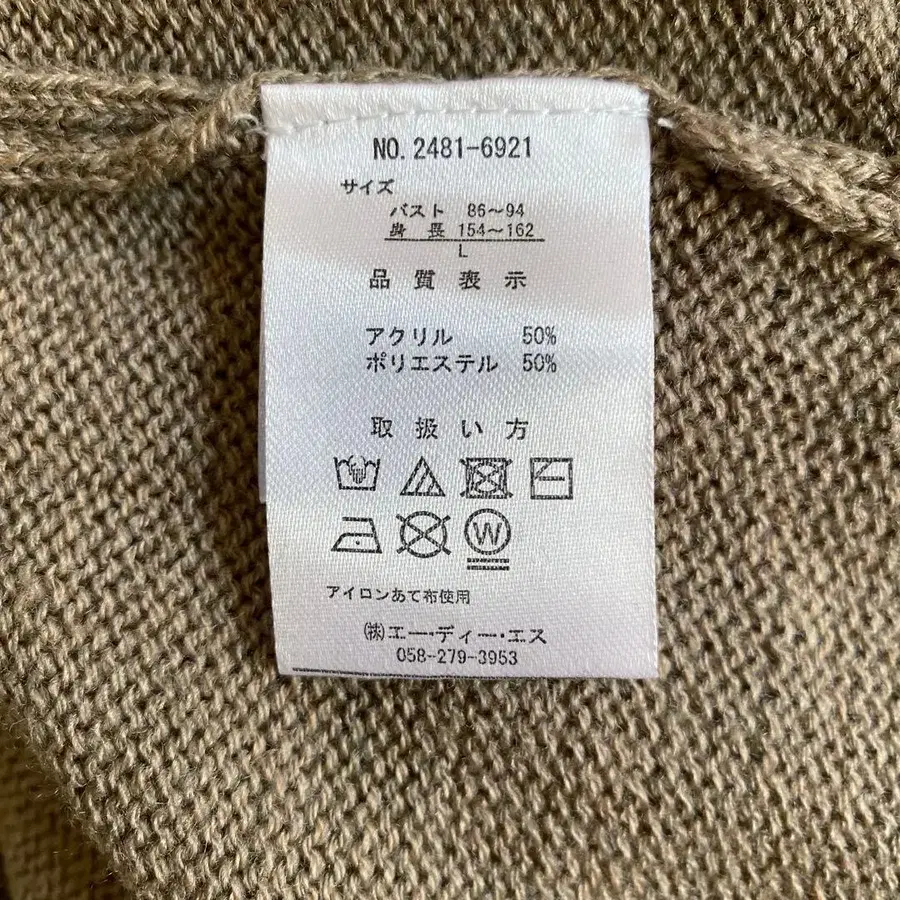 NO. 2481-6921
サイズ
バスト 86～94
身長 154～162
L
品質表示
アクリル 50%
ポリエステル 50%
取扱い方
W
アイロンあて布使用
㈱エー・ディー・エス
058-279-3953